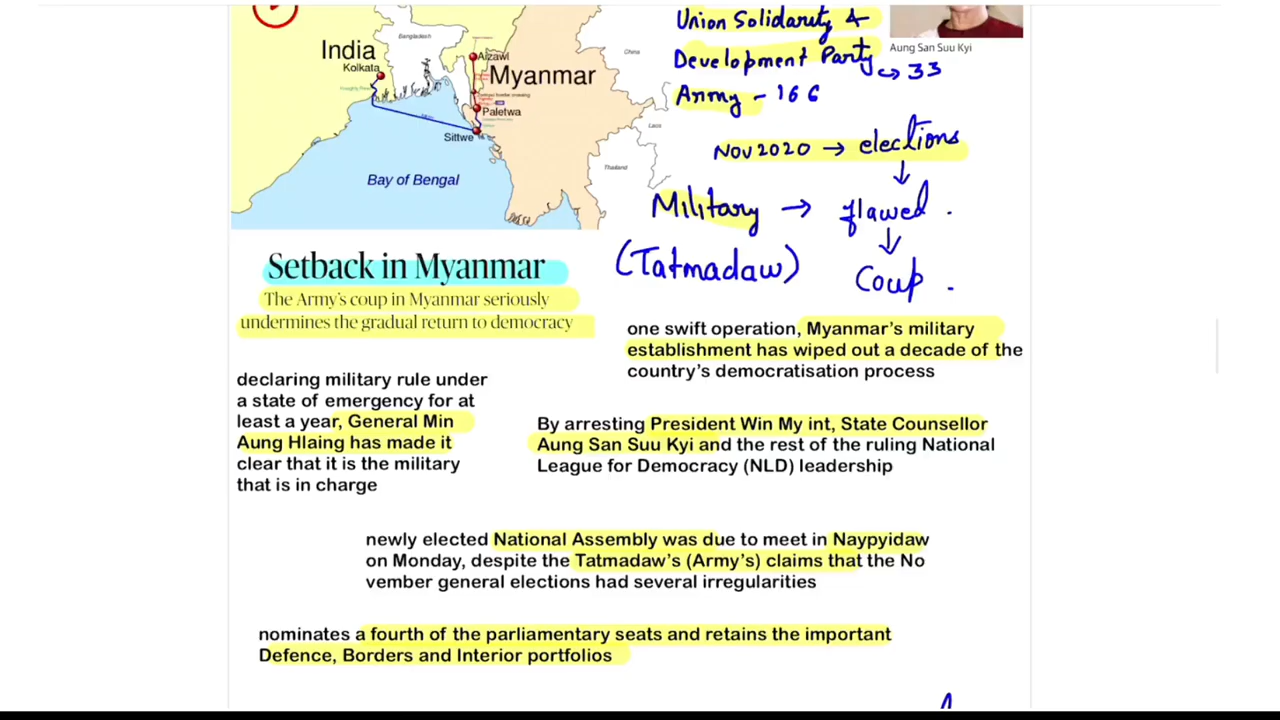 India
Kolkata
Bangladesh
Aizawl
Myanmar
China
Paletwa
Sittwe
Laos
Thailand
Bay of Bengal
Union Solidarity &
Development Party
↳ 33
Army - 166
Aung San Suu Kyi
Nov 2020 → elections
↓
Military → flawed.
↓
(Tatmadaw) Coup.
Setback in Myanmar
The Army's coup in Myanmar seriously
undermines the gradual return to democracy
one swift operation, Myanmar's military
establishment has wiped out a decade of the
country's democratisation process
declaring military rule under
a state of emergency for at
least a year, General Min
Aung Hlaing has made it
clear that it is the military
that is in charge
By arresting President Win My int, State Counsellor
Aung San Suu Kyi and the rest of the ruling National
League for Democracy (NLD) leadership
newly elected National Assembly was due to meet in Naypyidaw
on Monday, despite the Tatmadaw's (Army's) claims that the No
vember general elections had several irregularities
nominates a fourth of the parliamentary seats and retains the important
Defence, Borders and Interior portfolios